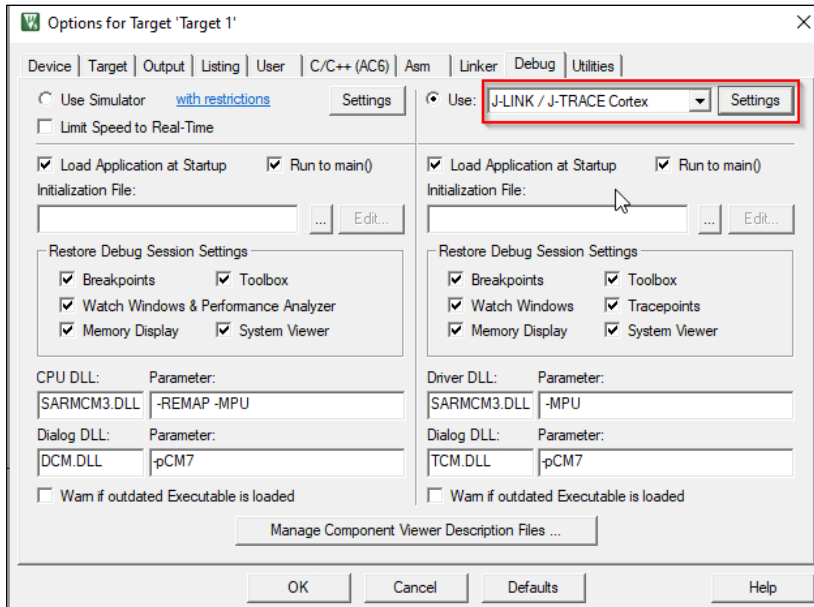 Options for Target 'Target 1'
Device Target Output Listing User C/C++ (AC6) Asm Linker Debug Utilities
Use Simulator with restrictions Settings
Limit Speed to Real-Time
Load Application at Startup Run to main()
Initialization File:
... Edit...
Restore Debug Session Settings
Breakpoints Toolbox
Watch Windows & Performance Analyzer
Memory Display System Viewer
CPU DLL: Parameter:
SARMCM3.DLL -REMAP -MPU
Dialog DLL: Parameter:
DCM.DLL -pCM7
Warn if outdated Executable is loaded
Use: J-LINK / J-TRACE Cortex Settings
Load Application at Startup Run to main()
Initialization File:
... Edit...
Restore Debug Session Settings
Breakpoints Toolbox
Watch Windows Tracepoints
Memory Display System Viewer
Driver DLL: Parameter:
SARMCM3.DLL -MPU
Dialog DLL: Parameter:
TCM.DLL -pCM7
Warn if outdated Executable is loaded
Manage Component Viewer Description Files ...
OK Cancel Defaults Help